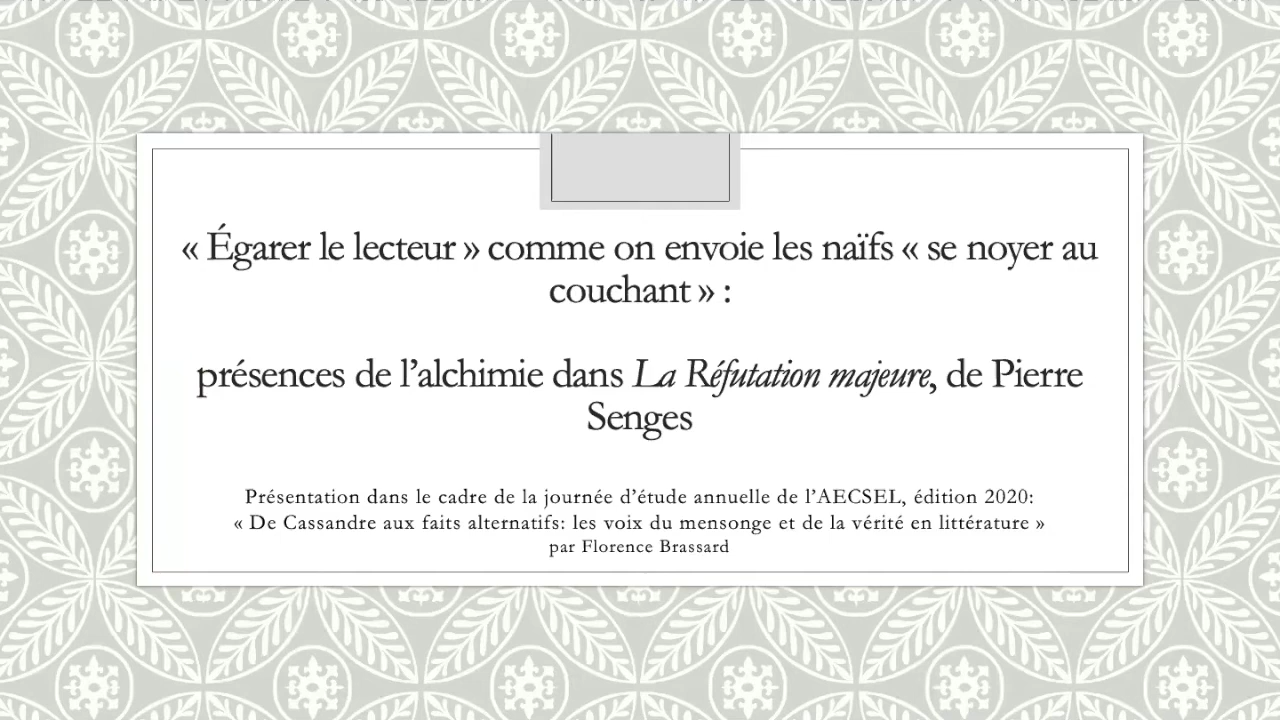 « Égarer le lecteur » comme on envoie les naïfs « se noyer au
couchant » :
présences de l’alchimie dans La Réfutation majeure, de Pierre
Senges
Présentation dans le cadre de la journée d’étude annuelle de l’AECSEL, édition 2020:
« De Cassandre aux faits alternatifs: les voix du mensonge et de la vérité en littérature »
par Florence Brassard